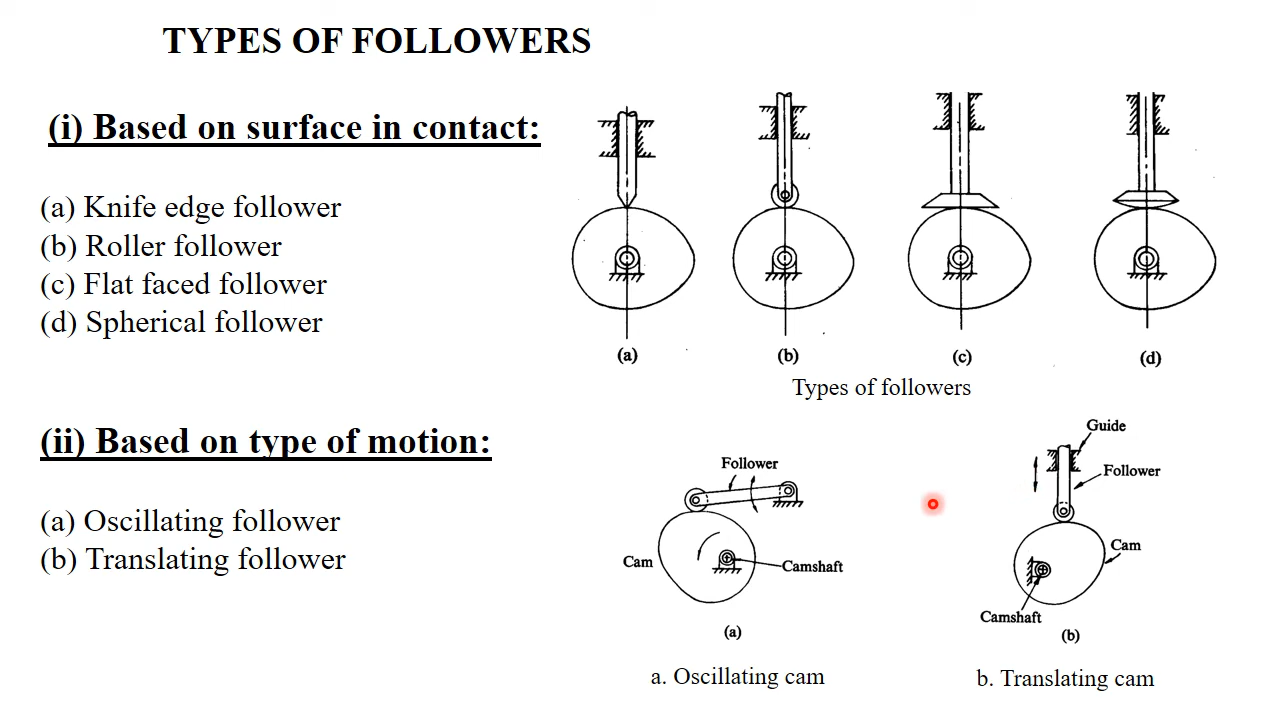 TYPES OF FOLLOWERS
(i) Based on surface in contact:
(a) Knife edge follower
(b) Roller follower
(c) Flat faced follower
(d) Spherical follower
(a)
(b)
(c)
(d)
Types of followers
(ii) Based on type of motion:
(a) Oscillating follower
(b) Translating follower
Follower
Cam
Camshaft
(a)
a. Oscillating cam
Guide
Follower
Cam
Camshaft
(b)
b. Translating cam